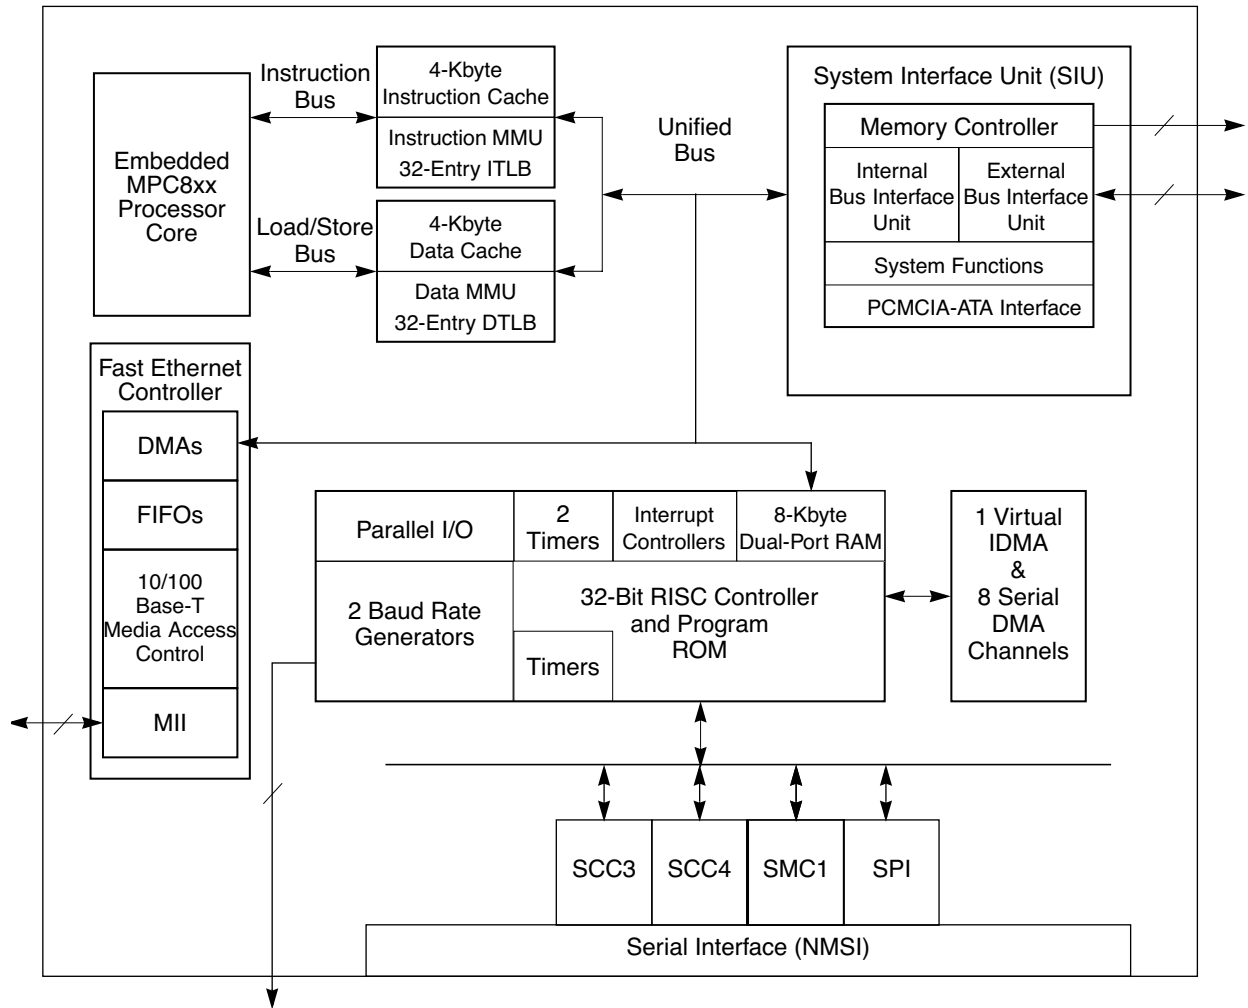 Embedded
MPC8xx
Processor
Core
Instruction
Bus
Load/Store
Bus
4-Kbyte
Instruction Cache
Instruction MMU
32-Entry ITLB
4-Kbyte
Data Cache
Data MMU
32-Entry DTLB
Unified
Bus
System Interface Unit (SIU)
Memory Controller
Internal
Bus Interface
Unit
External
Bus Interface
Unit
System Functions
PCMCIA-ATA Interface
Fast Ethernet
Controller
DMAs
FIFOs
10/100
Base-T
Media Access
Control
MII
Parallel I/O
2
Timers
Interrupt
Controllers
8-Kbyte
Dual-Port RAM
2 Baud Rate
Generators
32-Bit RISC Controller
and Program
ROM
Timers
1 Virtual
IDMA
&
8 Serial
DMA
Channels
SCC3
SCC4
SMC1
SPI
Serial Interface (NMSI)